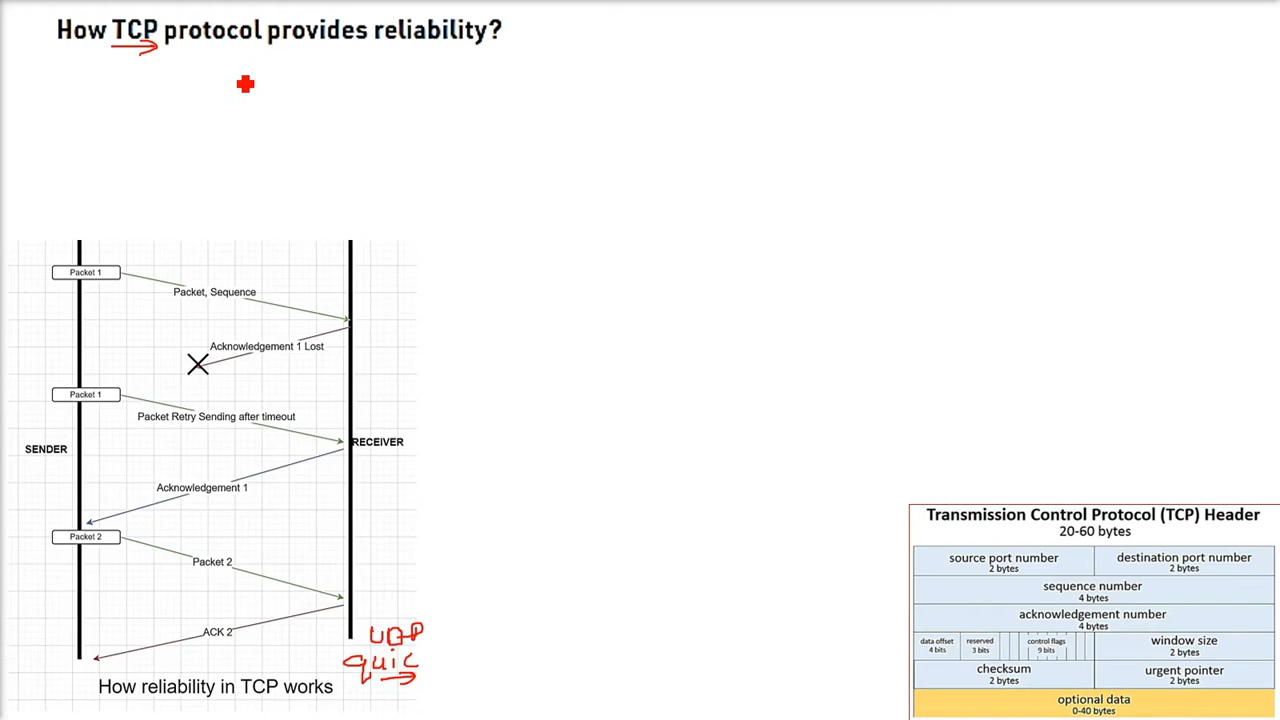 How TCP protocol provides reliability?
Packet 1
Packet, Sequence
Acknowledgement 1 Lost
Packet 1
Packet Retry Sending after timeout
SENDER
RECEIVER
Acknowledgement 1
Packet 2
Packet 2
ACK 2
UDP
quic
How reliability in TCP works
Transmission Control Protocol (TCP) Header
20-60 bytes
source port number
2 bytes
destination port number
2 bytes
sequence number
4 bytes
acknowledgement number
4 bytes
data offset
4 bits
reserved
3 bits
control flags
9 bits
window size
2 bytes
checksum
2 bytes
urgent pointer
2 bytes
optional data
0-40 bytes